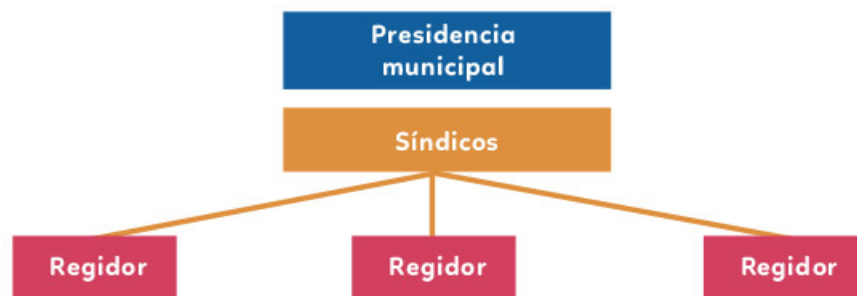 Presidencia
municipal
Síndicos
Regidor
Regidor
Regidor